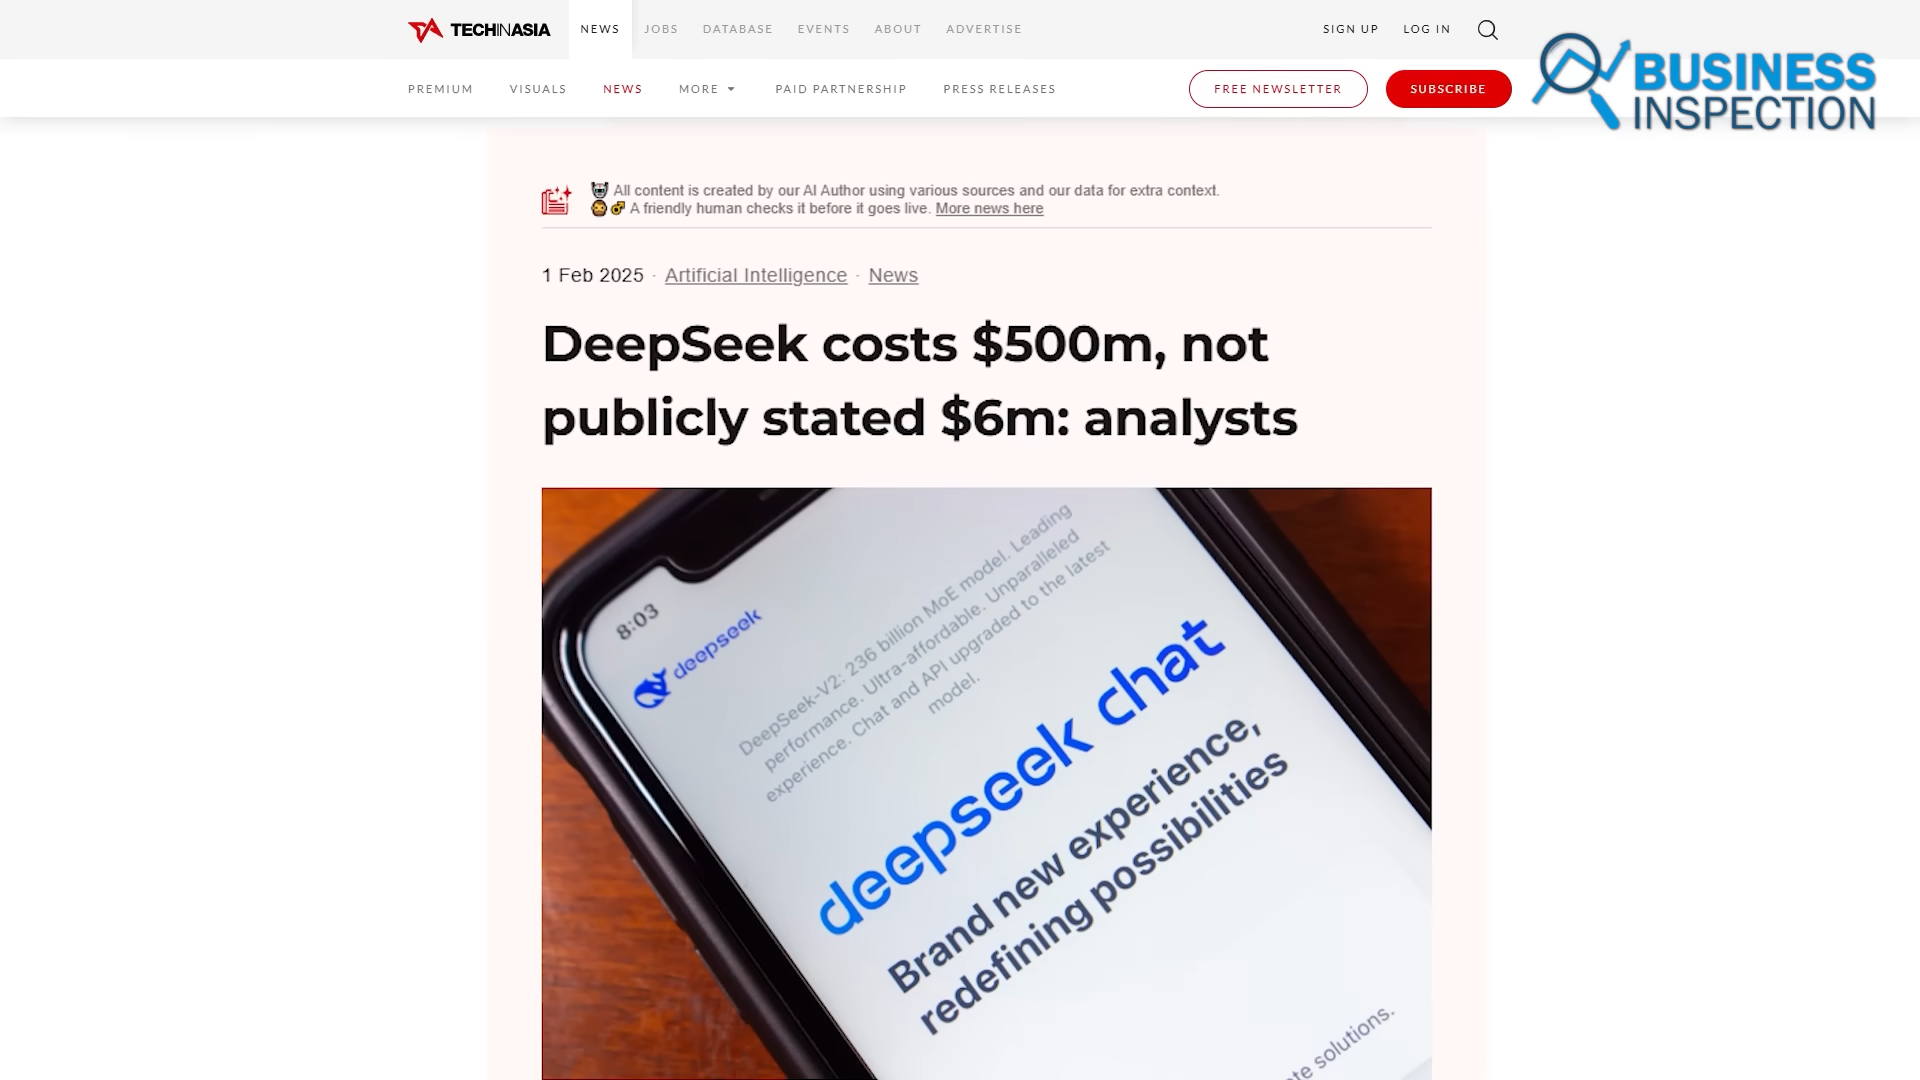 TECHINASIA
NEWS
JOBS
DATABASE
EVENTS
ABOUT
ADVERTISE
SIGN UP
LOG IN
PREMIUM
VISUALS
NEWS
MORE
PAID PARTNERSHIP
PRESS RELEASES
FREE NEWSLETTER
SUBSCRIBE
BUSINESS
INSPECTION
All content is created by our AI Author using various sources and our data for extra context.
A friendly human checks it before it goes live. More news here
1 Feb 2025 · Artificial Intelligence · News
DeepSeek costs $500m, not
publicly stated $6m: analysts
8:03
deepseek
DeepSeek-V2: 236 billion MoE model. Leading
performance. Ultra-affordable. Unparalleled
experience. Chat and API upgraded to the latest
model.
deepseek chat
Brand new experience,
redefining possibilities
solutions.